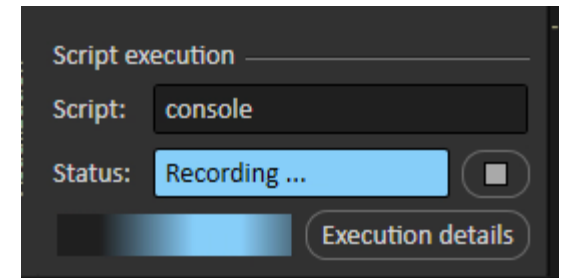 Script execution
Script: console
Status: Recording ...
Execution details